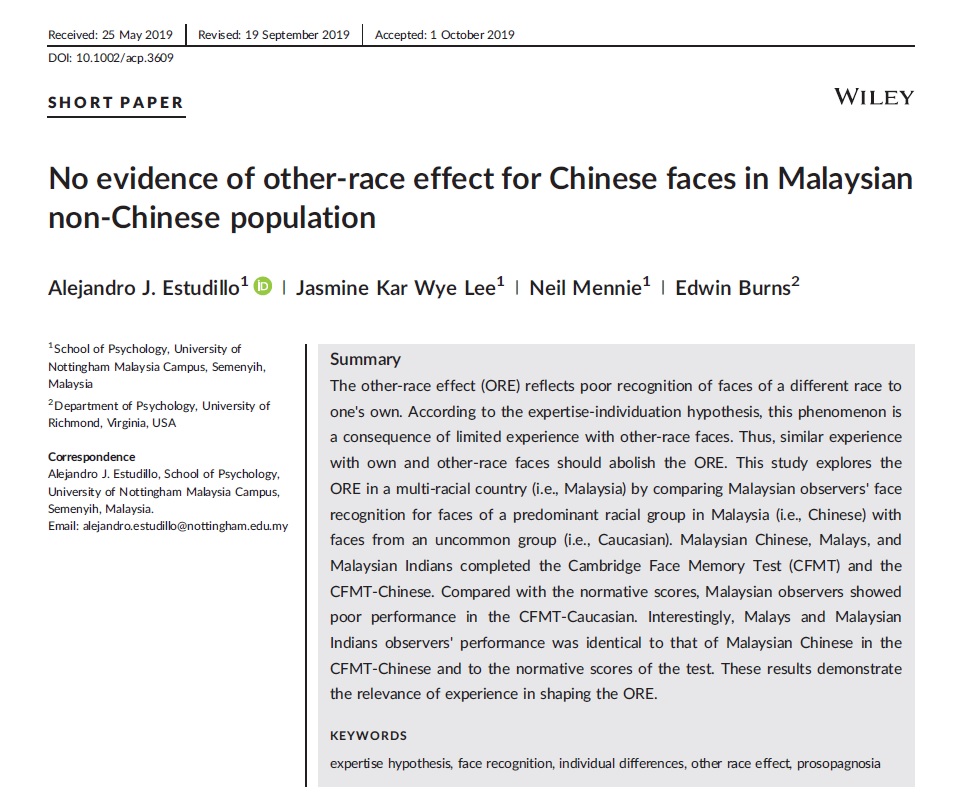 Received: 25 May 2019 | Revised: 19 September 2019 | Accepted: 1 October 2019
DOI: 10.1002/acp.3609
SHORT PAPER
WILEY
No evidence of other-race effect for Chinese faces in Malaysian
non-Chinese population
Alejandro J. Estudillo1 iD | Jasmine Kar Wye Lee1 | Neil Mennie1 | Edwin Burns2
1School of Psychology, University of
Nottingham Malaysia Campus, Semenyih,
Malaysia
2Department of Psychology, University of
Richmond, Virginia, USA
Correspondence
Alejandro J. Estudillo, School of Psychology,
University of Nottingham Malaysia Campus,
Semenyih, Malaysia.
Email: alejandro.estudillo@nottingham.edu.my
Summary
The other-race effect (ORE) reflects poor recognition of faces of a different race to
one's own. According to the expertise-individuation hypothesis, this phenomenon is
a consequence of limited experience with other-race faces. Thus, similar experience
with own and other-race faces should abolish the ORE. This study explores the
ORE in a multi-racial country (i.e., Malaysia) by comparing Malaysian observers' face
recognition for faces of a predominant racial group in Malaysia (i.e., Chinese) with
faces from an uncommon group (i.e., Caucasian). Malaysian Chinese, Malays, and
Malaysian Indians completed the Cambridge Face Memory Test (CFMT) and the
CFMT-Chinese. Compared with the normative scores, Malaysian observers showed
poor performance in the CFMT-Caucasian. Interestingly, Malays and Malaysian
Indians observers' performance was identical to that of Malaysian Chinese in the
CFMT-Chinese and to the normative scores of the test. These results demonstrate
the relevance of experience in shaping the ORE.
KEYWORDS
expertise hypothesis, face recognition, individual differences, other race effect, prosopagnosia